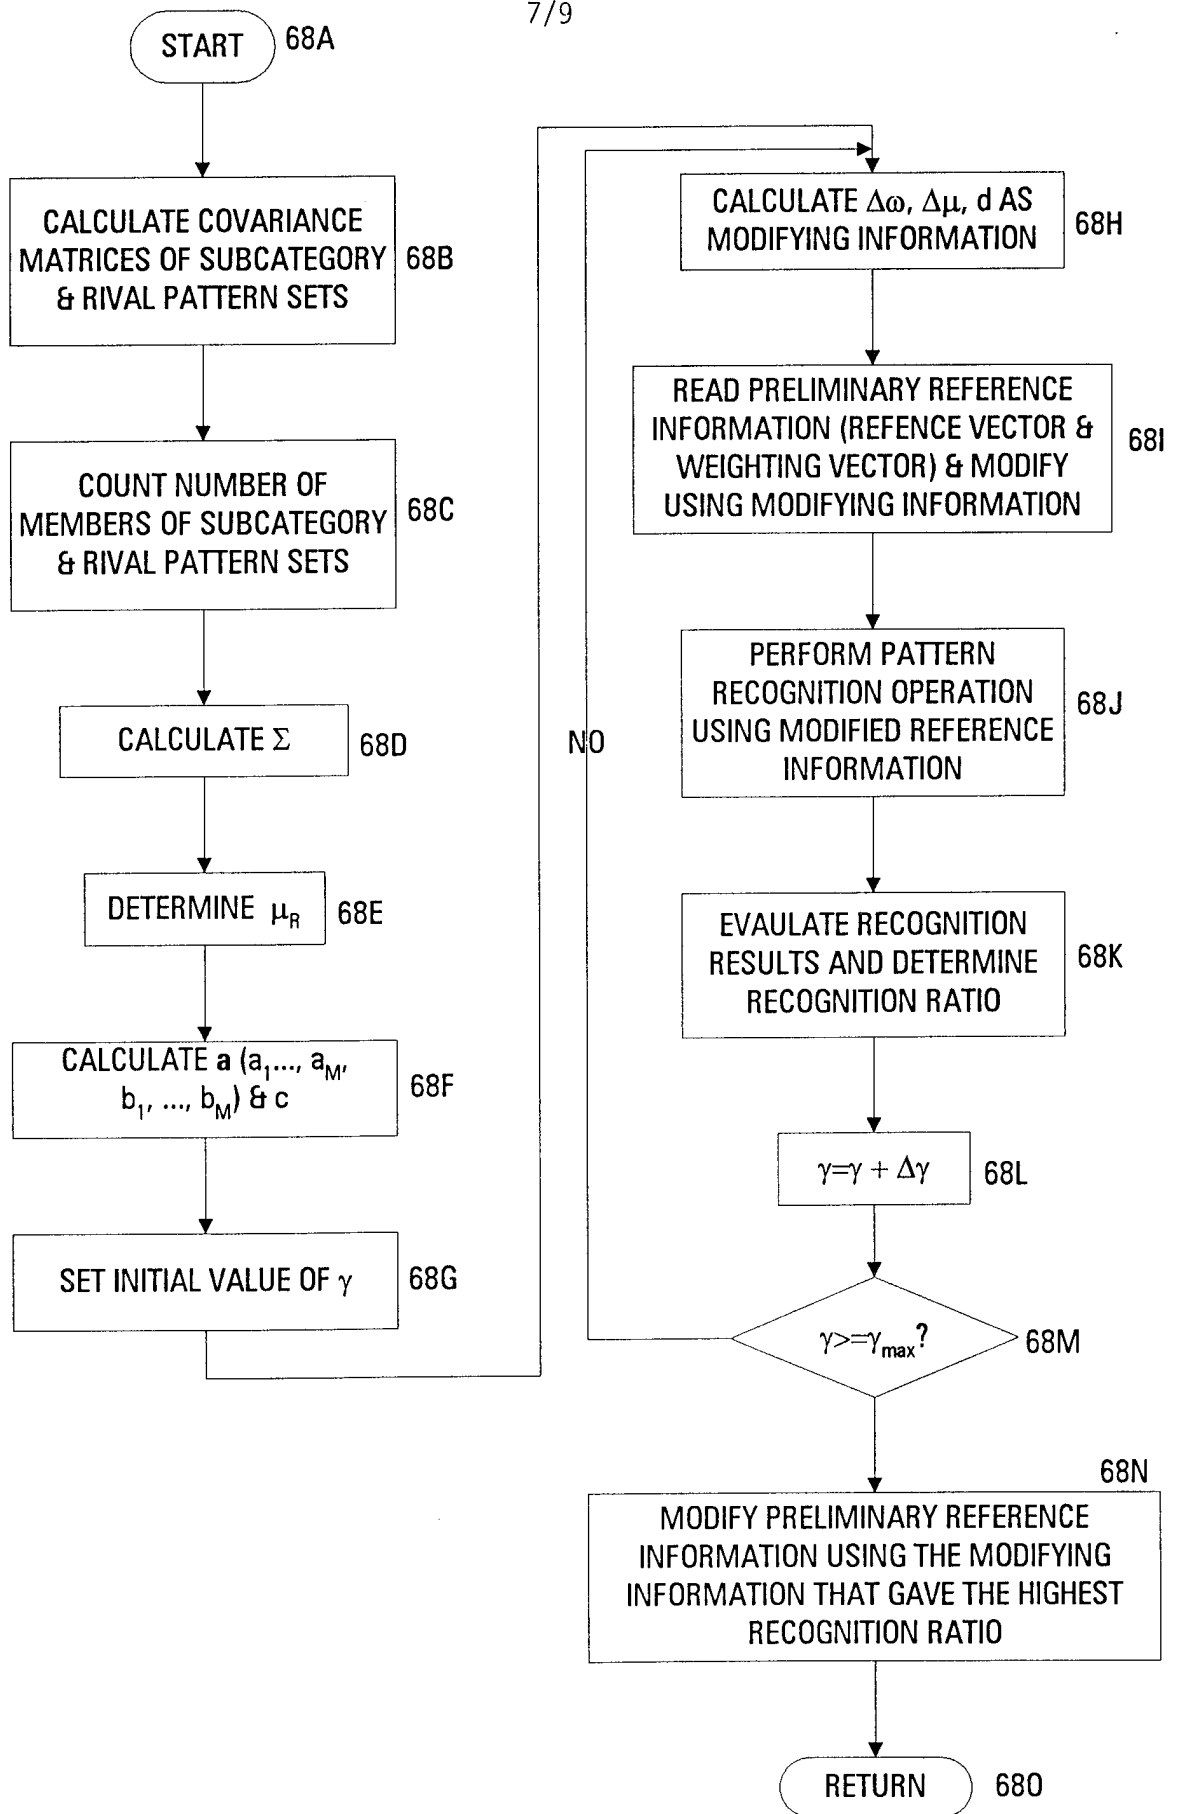 7/9
START
68A
CALCULATE COVARIANCE
MATRICES OF SUBCATEGORY
& RIVAL PATTERN SETS
68B
COUNT NUMBER OF
MEMBERS OF SUBCATEGORY
& RIVAL PATTERN SETS
68C
CALCULATE Σ
68D
DETERMINE μR
68E
CALCULATE a (a1..., aM,
b1, ..., bM) & c
68F
SET INITIAL VALUE OF γ
68G
CALCULATE Δω, Δμ, d AS
MODIFYING INFORMATION
68H
READ PRELIMINARY REFERENCE
INFORMATION (REFENCE VECTOR &
WEIGHTING VECTOR) & MODIFY
USING MODIFYING INFORMATION
68I
PERFORM PATTERN
RECOGNITION OPERATION
USING MODIFIED REFERENCE
INFORMATION
68J
NO
EVAULATE RECOGNITION
RESULTS AND DETERMINE
RECOGNITION RATIO
68K
γ=γ + Δγ
68L
γ>=γmax?
68M
68N
MODIFY PRELIMINARY REFERENCE
INFORMATION USING THE MODIFYING
INFORMATION THAT GAVE THE HIGHEST
RECOGNITION RATIO
RETURN
68O